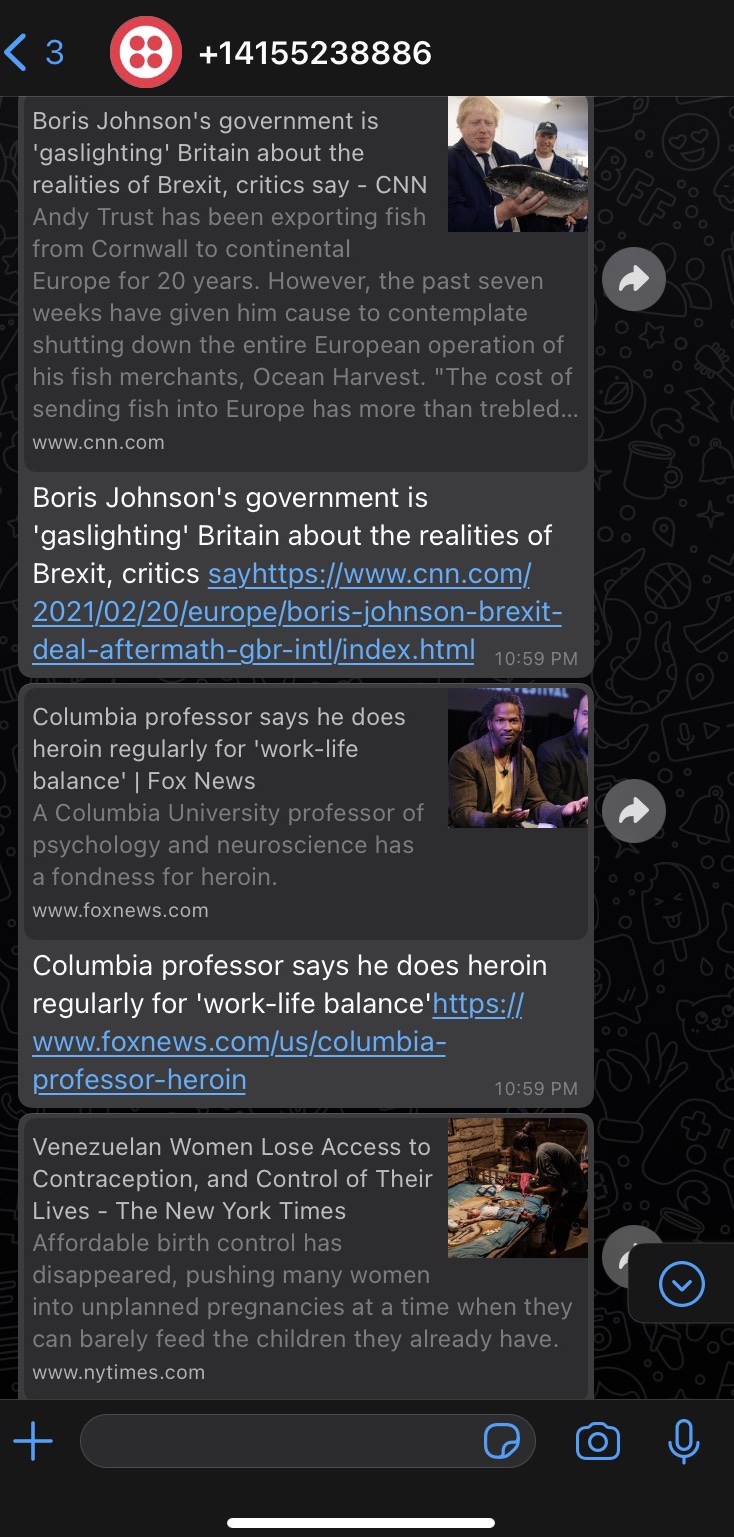 3
+14155238886
Boris Johnson's government is
'gaslighting' Britain about the
realities of Brexit, critics say - CNN
Andy Trust has been exporting fish
from Cornwall to continental
Europe for 20 years. However, the past seven
weeks have given him cause to contemplate
shutting down the entire European operation of
his fish merchants, Ocean Harvest. "The cost of
sending fish into Europe has more than trebled...
www.cnn.com
Boris Johnson's government is
'gaslighting' Britain about the realities of
Brexit, critics sayhttps://www.cnn.com/
2021/02/20/europe/boris-johnson-brexit-
deal-aftermath-gbr-intl/index.html
10:59 PM
Columbia professor says he does
heroin regularly for 'work-life
balance' | Fox News
A Columbia University professor of
psychology and neuroscience has
a fondness for heroin.
www.foxnews.com
Columbia professor says he does heroin
regularly for 'work-life balance'https://
www.foxnews.com/us/columbia-
professor-heroin
10:59 PM
Venezuelan Women Lose Access to
Contraception, and Control of Their
Lives - The New York Times
Affordable birth control has
disappeared, pushing many women
into unplanned pregnancies at a time when they
can barely feed the children they already have.
www.nytimes.com